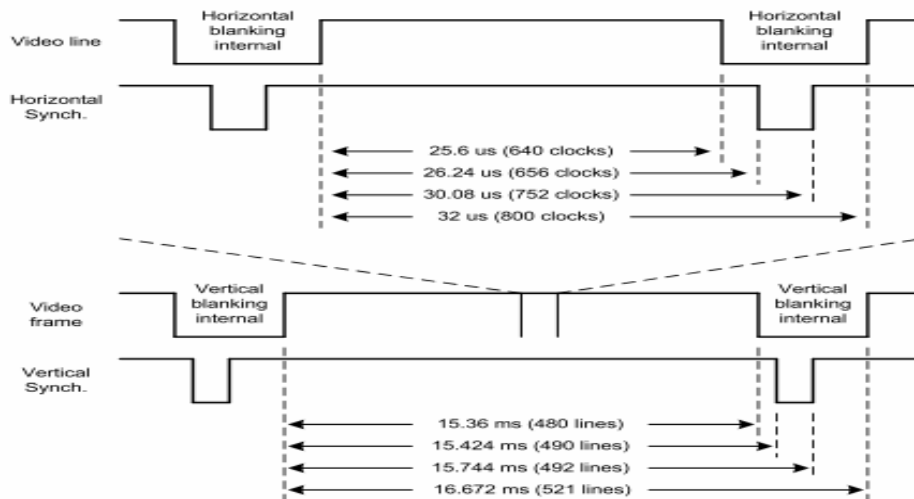 Horizontal
blanking
internal
Horizontal
blanking
internal
Video line
Horizontal
Synch.
25.6 us (640 clocks)
26.24 us (656 clocks)
30.08 us (752 clocks)
32 us (800 clocks)
Vertical
blanking
internal
Vertical
blanking
internal
Video
frame
Vertical
Synch.
15.36 ms (480 lines)
15.424 ms (490 lines)
15.744 ms (492 lines)
16.672 ms (521 lines)